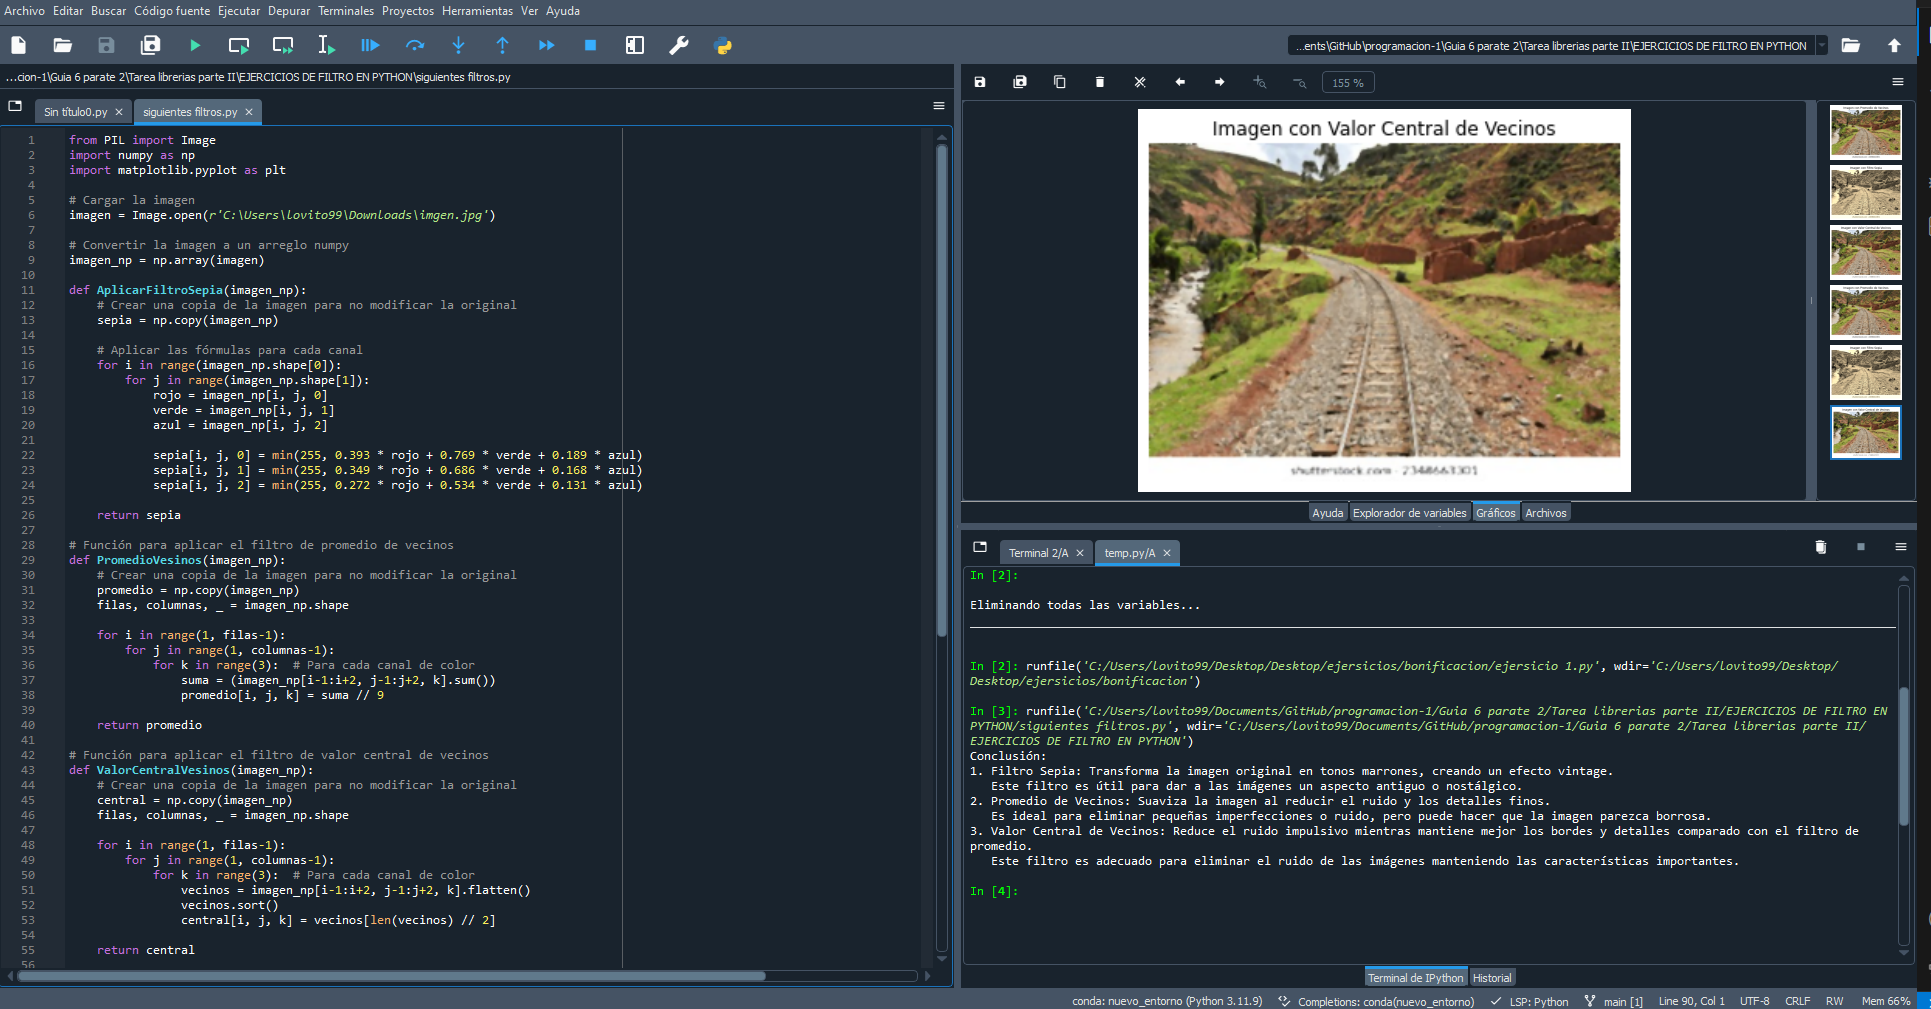 Archivo Editar Buscar Código fuente Ejecutar Depurar Terminales Proyectos Herramientas Ver Ayuda
...ents\GitHub\programacion-1\Guia 6 parate 2\Tarea librerias parte II\EJERCICIOS DE FILTRO EN PYTHON
...cion-1\Guia 6 parate 2\Tarea librerias parte II\EJERCICIOS DE FILTRO EN PYTHON\siguientes filtros.py
Sin título0.py
siguientes filtros.py
1 from PIL import Image
2 import numpy as np
3 import matplotlib.pyplot as plt
4
5 # Cargar la imagen
6 imagen = Image.open(r'C:\Users\lovito99\Downloads\imgen.jpg')
7
8 # Convertir la imagen a un arreglo numpy
9 imagen_np = np.array(imagen)
10
11 def AplicarFiltroSepia(imagen_np):
12 # Crear una copia de la imagen para no modificar la original
13 sepia = np.copy(imagen_np)
14
15 # Aplicar las fórmulas para cada canal
16 for i in range(imagen_np.shape[0]):
17 for j in range(imagen_np.shape[1]):
18 rojo = imagen_np[i, j, 0]
19 verde = imagen_np[i, j, 1]
20 azul = imagen_np[i, j, 2]
21
22 sepia[i, j, 0] = min(255, 0.393 * rojo + 0.769 * verde + 0.189 * azul)
23 sepia[i, j, 1] = min(255, 0.349 * rojo + 0.686 * verde + 0.168 * azul)
24 sepia[i, j, 2] = min(255, 0.272 * rojo + 0.534 * verde + 0.131 * azul)
25
26 return sepia
27
28 # Función para aplicar el filtro de promedio de vecinos
29 def PromedioVesinos(imagen_np):
30 # Crear una copia de la imagen para no modificar la original
31 promedio = np.copy(imagen_np)
32 filas, columnas, _ = imagen_np.shape
33
34 for i in range(1, filas-1):
35 for j in range(1, columnas-1):
36 for k in range(3): # Para cada canal de color
37 suma = (imagen_np[i-1:i+2, j-1:j+2, k].sum())
38 promedio[i, j, k] = suma // 9
39
40 return promedio
41
42 # Función para aplicar el filtro de valor central de vecinos
43 def ValorCentralVesinos(imagen_np):
44 # Crear una copia de la imagen para no modificar la original
45 central = np.copy(imagen_np)
46 filas, columnas, _ = imagen_np.shape
47
48 for i in range(1, filas-1):
49 for j in range(1, columnas-1):
50 for k in range(3): # Para cada canal de color
51 vecinos = imagen_np[i-1:i+2, j-1:j+2, k].flatten()
52 vecinos.sort()
53 central[i, j, k] = vecinos[len(vecinos) // 2]
54
55 return central
56
155 %
Imagen con Valor Central de Vecinos
shutterstock.com · 2348663301
Ayuda Explorador de variables Gráficos Archivos
Terminal 2/A
temp.py/A
In [2]:
Eliminando todas las variables...
In [2]: runfile('C:/Users/lovito99/Desktop/Desktop/ejersicios/bonificacion/ejersicio 1.py', wdir='C:/Users/lovito99/Desktop/
Desktop/ejersicios/bonificacion')
In [3]: runfile('C:/Users/lovito99/Documents/GitHub/programacion-1/Guia 6 parate 2/Tarea librerias parte II/EJERCICIOS DE FILTRO EN
PYTHON/siguientes filtros.py', wdir='C:/Users/lovito99/Documents/GitHub/programacion-1/Guia 6 parate 2/Tarea librerias parte II/
EJERCICIOS DE FILTRO EN PYTHON')
Conclusión:
1. Filtro Sepia: Transforma la imagen original en tonos marrones, creando un efecto vintage.
Este filtro es útil para dar a las imágenes un aspecto antiguo o nostálgico.
2. Promedio de Vecinos: Suaviza la imagen al reducir el ruido y los detalles finos.
Es ideal para eliminar pequeñas imperfecciones o ruido, pero puede hacer que la imagen parezca borrosa.
3. Valor Central de Vecinos: Reduce el ruido impulsivo mientras mantiene mejor los bordes y detalles comparado con el filtro de
promedio.
Este filtro es adecuado para eliminar el ruido de las imágenes manteniendo las características importantes.
In [4]:
Terminal de IPython Historial
conda: nuevo_entorno (Python 3.11.9) Completions: conda(nuevo_entorno) LSP: Python main [1] Line 90, Col 1 UTF-8 CRLF RW Mem 66%